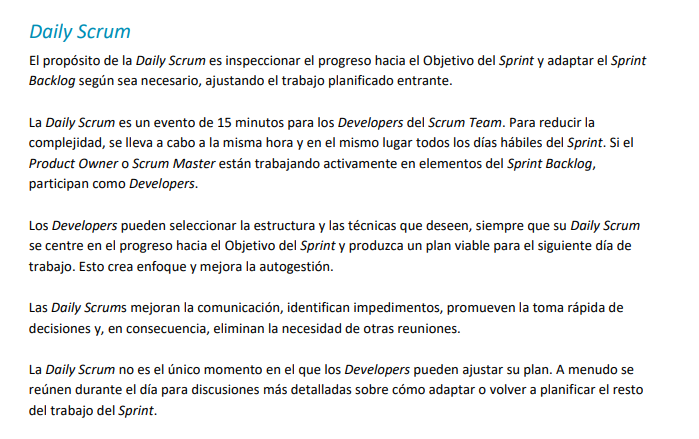 Daily Scrum
El propósito de la Daily Scrum es inspeccionar el progreso hacia el Objetivo del Sprint y adaptar el Sprint
Backlog según sea necesario, ajustando el trabajo planificado entrante.
La Daily Scrum es un evento de 15 minutos para los Developers del Scrum Team. Para reducir la
complejidad, se lleva a cabo a la misma hora y en el mismo lugar todos los días hábiles del Sprint. Si el
Product Owner o Scrum Master están trabajando activamente en elementos del Sprint Backlog,
participan como Developers.
Los Developers pueden seleccionar la estructura y las técnicas que deseen, siempre que su Daily Scrum
se centre en el progreso hacia el Objetivo del Sprint y produzca un plan viable para el siguiente día de
trabajo. Esto crea enfoque y mejora la autogestión.
Las Daily Scrums mejoran la comunicación, identifican impedimentos, promueven la toma rápida de
decisiones y, en consecuencia, eliminan la necesidad de otras reuniones.
La Daily Scrum no es el único momento en el que los Developers pueden ajustar su plan. A menudo se
reúnen durante el día para discusiones más detalladas sobre cómo adaptar o volver a planificar el resto
del trabajo del Sprint.